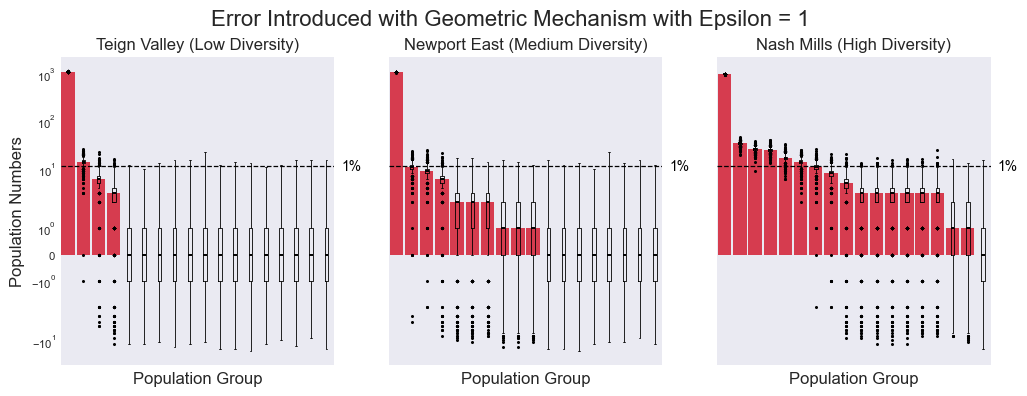 Error Introduced with Geometric Mechanism with Epsilon = 1
Teign Valley (Low Diversity)
Newport East (Medium Diversity)
Nash Mills (High Diversity)
Population Numbers
10³
10²
10¹
10⁰
0
−10⁰
−10¹
1%
1%
1%
Population Group
Population Group
Population Group